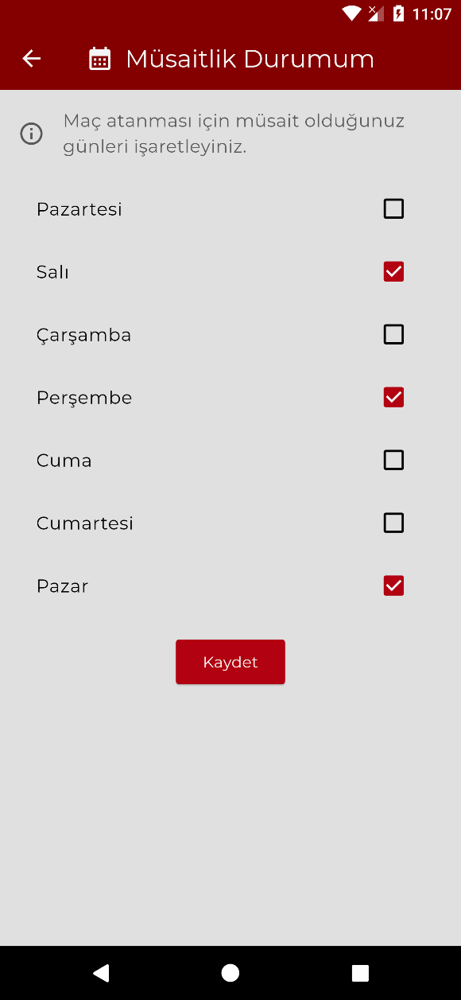 11:07
Müsaitlik Durumum
Maç atanması için müsait olduğunuz
günleri işaretleyiniz.
Pazartesi
Salı
Çarşamba
Perşembe
Cuma
Cumartesi
Pazar
Kaydet